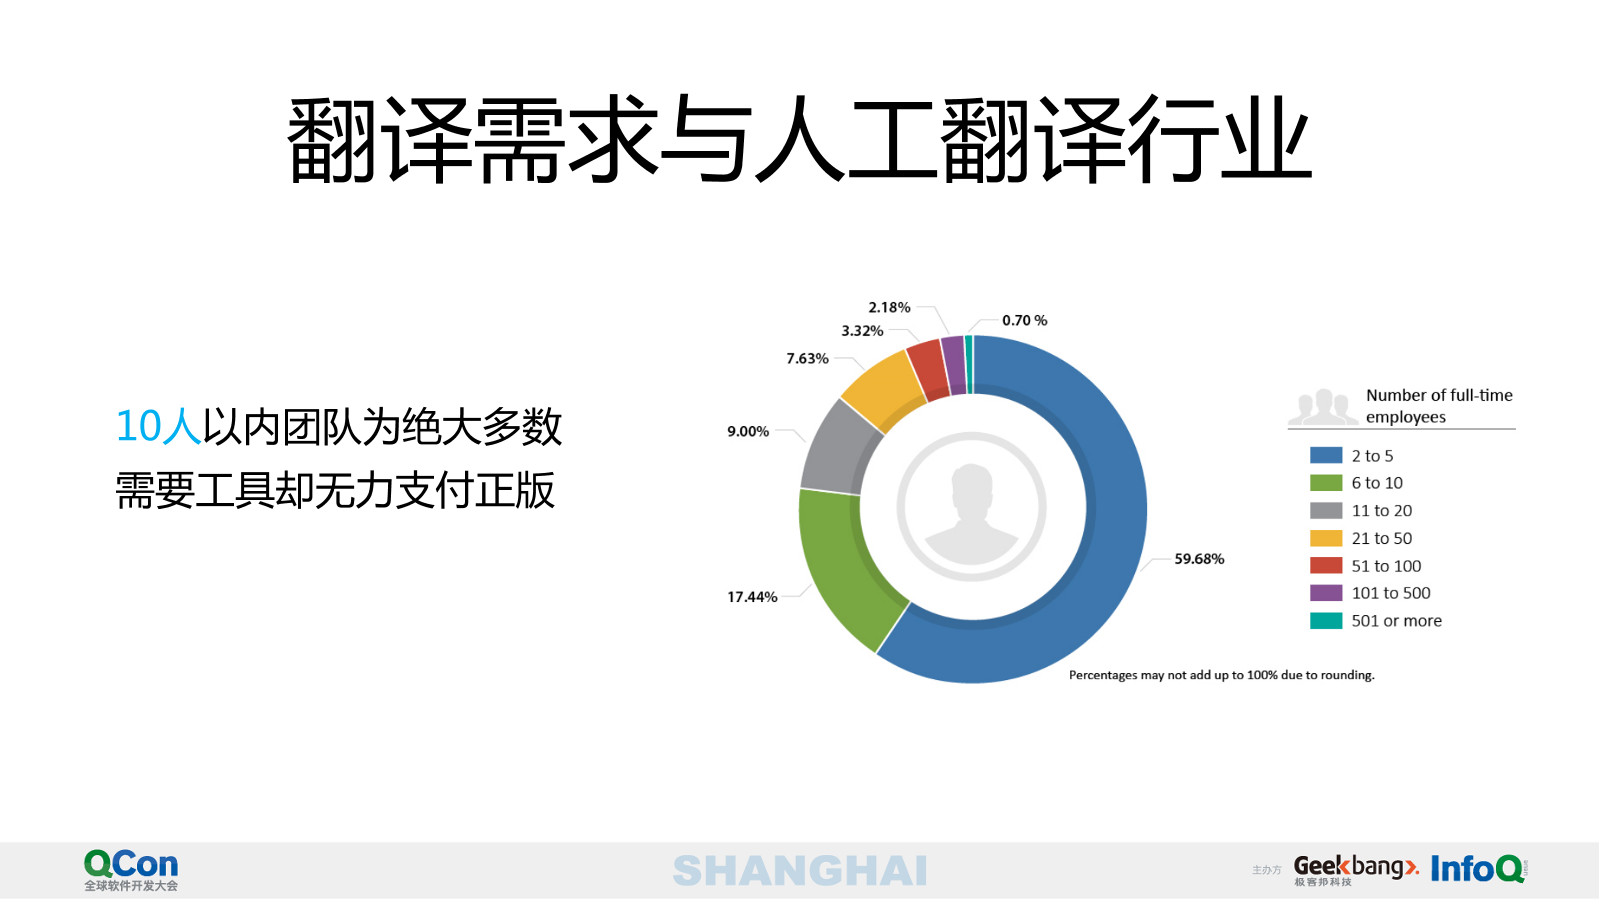 翻译需求与人工翻译行业
10人以内团队为绝大多数
需要工具却无力支付正版
2.18%
0.70 %
3.32%
7.63%
9.00%
59.68%
17.44%
Number of full-time
employees
2 to 5
6 to 10
11 to 20
21 to 50
51 to 100
101 to 500
501 or more
Percentages may not add up to 100% due to rounding.
QCon
全球软件开发大会
SHANGHAI
主办方
Geekbang>.
极客邦科技
InfoQ